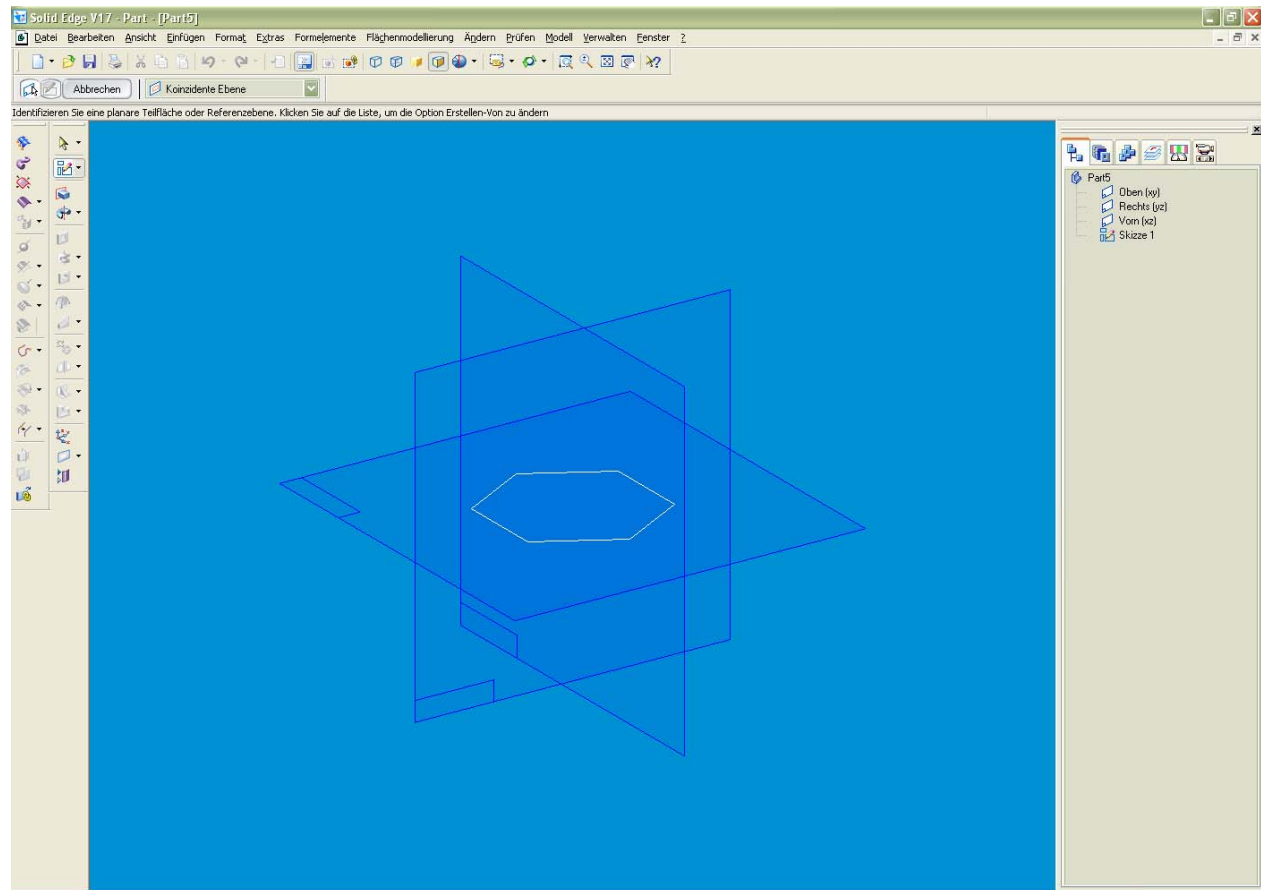 Solid Edge V17 - Part - [Part5]
Datei Bearbeiten Ansicht Einfügen Format Extras Formelemente Flächenmodellierung Ändern Prüfen Modell Verwalten Fenster ?
Abbrechen Koinzidente Ebene
Identifizieren Sie eine planare Teilfläche oder Referenzebene. Klicken Sie auf die Liste, um die Option Erstellen-Von zu ändern
Part5
Oben (xy)
Rechts (yz)
Vorn (xz)
Skizze 1